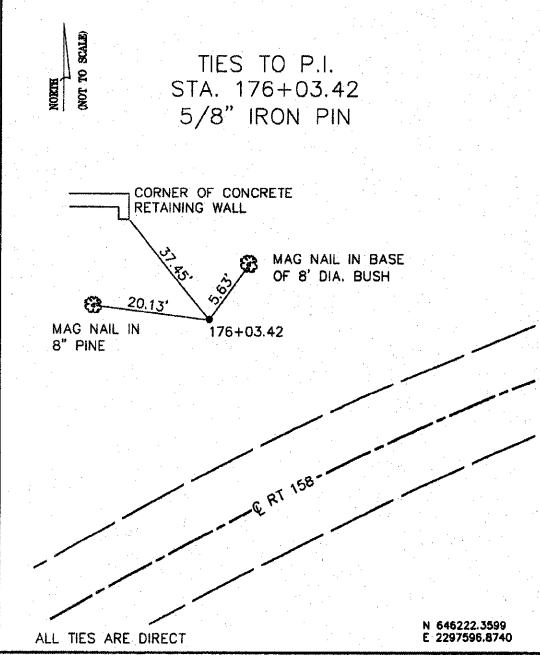 NORTH
(NOT TO SCALE)
TIES TO P.I.
STA. 176+03.42
5/8" IRON PIN
CORNER OF CONCRETE
RETAINING WALL
37.45'
5.63'
MAG NAIL IN BASE
OF 8' DIA. BUSH
20.13'
176+03.42
MAG NAIL IN
8" PINE
℄ RT 158
ALL TIES ARE DIRECT
N 646222.3599
E 2297596.8740